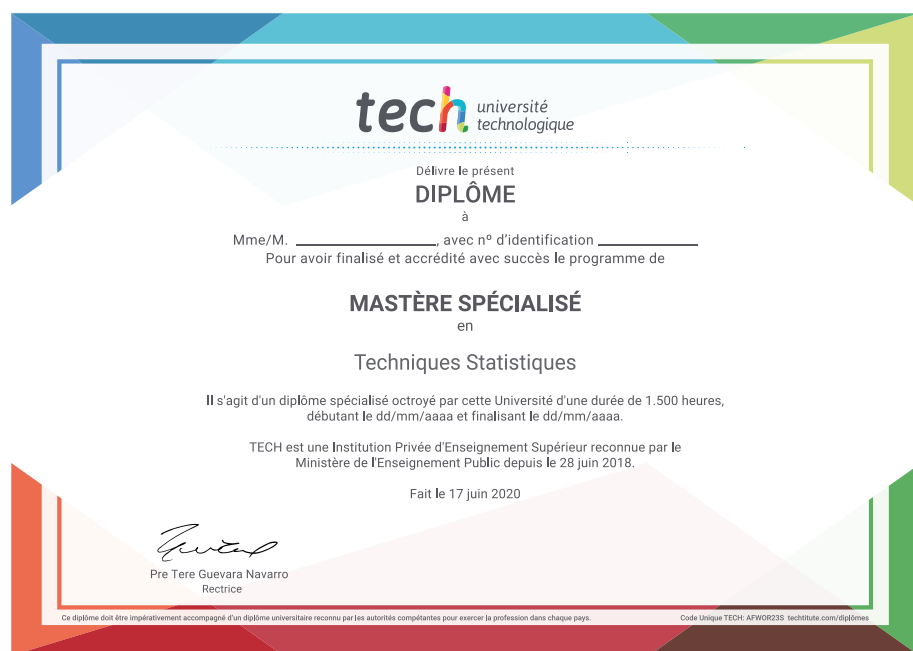 tech université
technologique
Délivre le présent
DIPLÔME
à
Mme/M. ____________________, avec nº d'identification ______________
Pour avoir finalisé et accrédité avec succès le programme de
MASTÈRE SPÉCIALISÉ
en
Techniques Statistiques
Il s'agit d'un diplôme spécialisé octroyé par cette Université d'une durée de 1.500 heures,
débutant le dd/mm/aaaa et finalisant le dd/mm/aaaa.
TECH est une Institution Privée d'Enseignement Supérieur reconnue par le
Ministère de l'Enseignement Public depuis le 28 juin 2018.
Fait le 17 juin 2020
Pre Tere Guevara Navarro
Rectrice
Ce diplôme doit être impérativement accompagné d'un diplôme universitaire reconnu par les autorités compétantes pour exercer la profession dans chaque pays. Code Unique TECH: AFWOR23S techtitute.com/diplômes